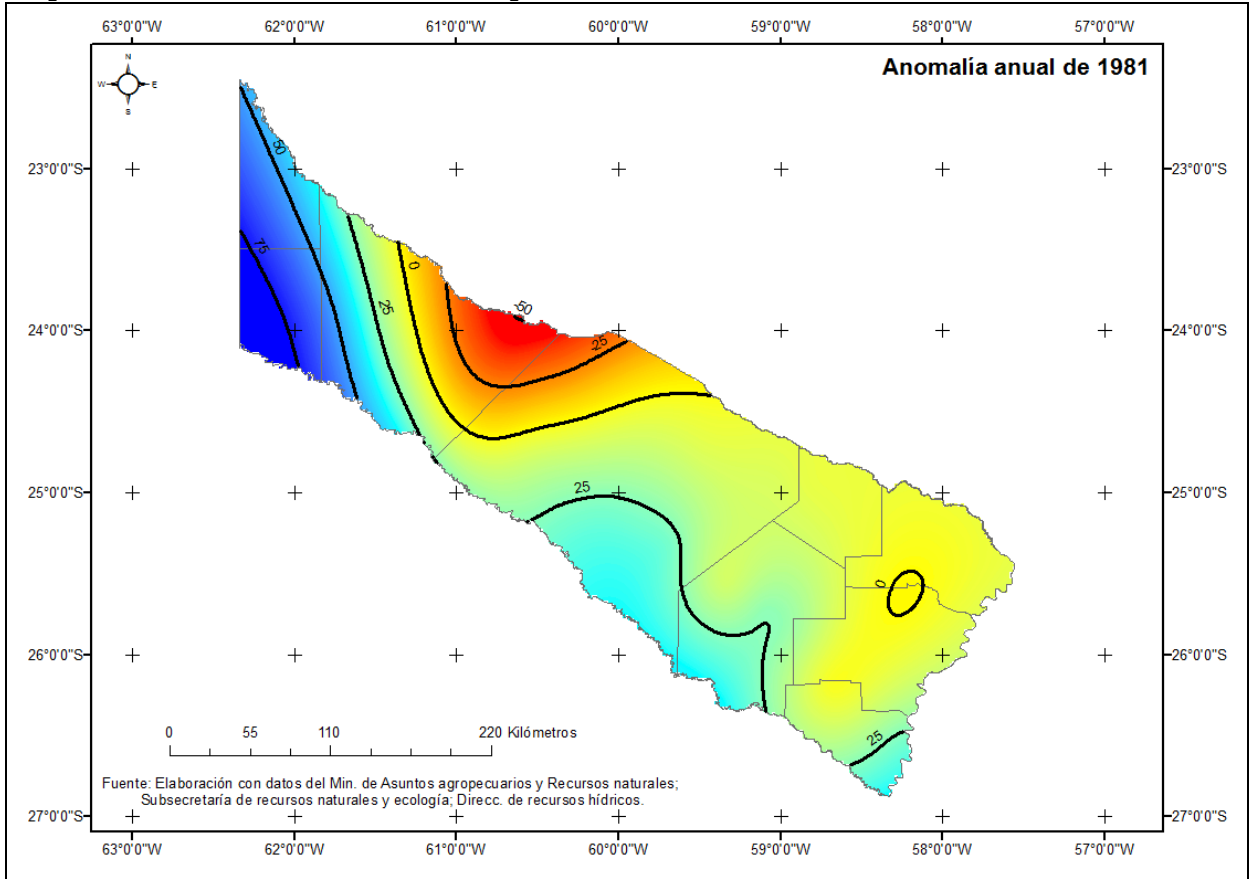 63°0'0"W 62°0'0"W 61°0'0"W 60°0'0"W 59°0'0"W 58°0'0"W 57°0'0"W
Anomalía anual de 1981
N
W E
S
23°0'0"S 23°0'0"S
24°0'0"S 24°0'0"S
25°0'0"S 25°0'0"S
26°0'0"S 26°0'0"S
27°0'0"S 27°0'0"S
50
75
25
0
-50
-25
25
0
25
0 55 110 220 Kilómetros
Fuente: Elaboración con datos del Min. de Asuntos agropecuarios y Recursos naturales;
Subsecretaría de recursos naturales y ecología; Direcc. de recursos hídricos.
63°0'0"W 62°0'0"W 61°0'0"W 60°0'0"W 59°0'0"W 58°0'0"W 57°0'0"W